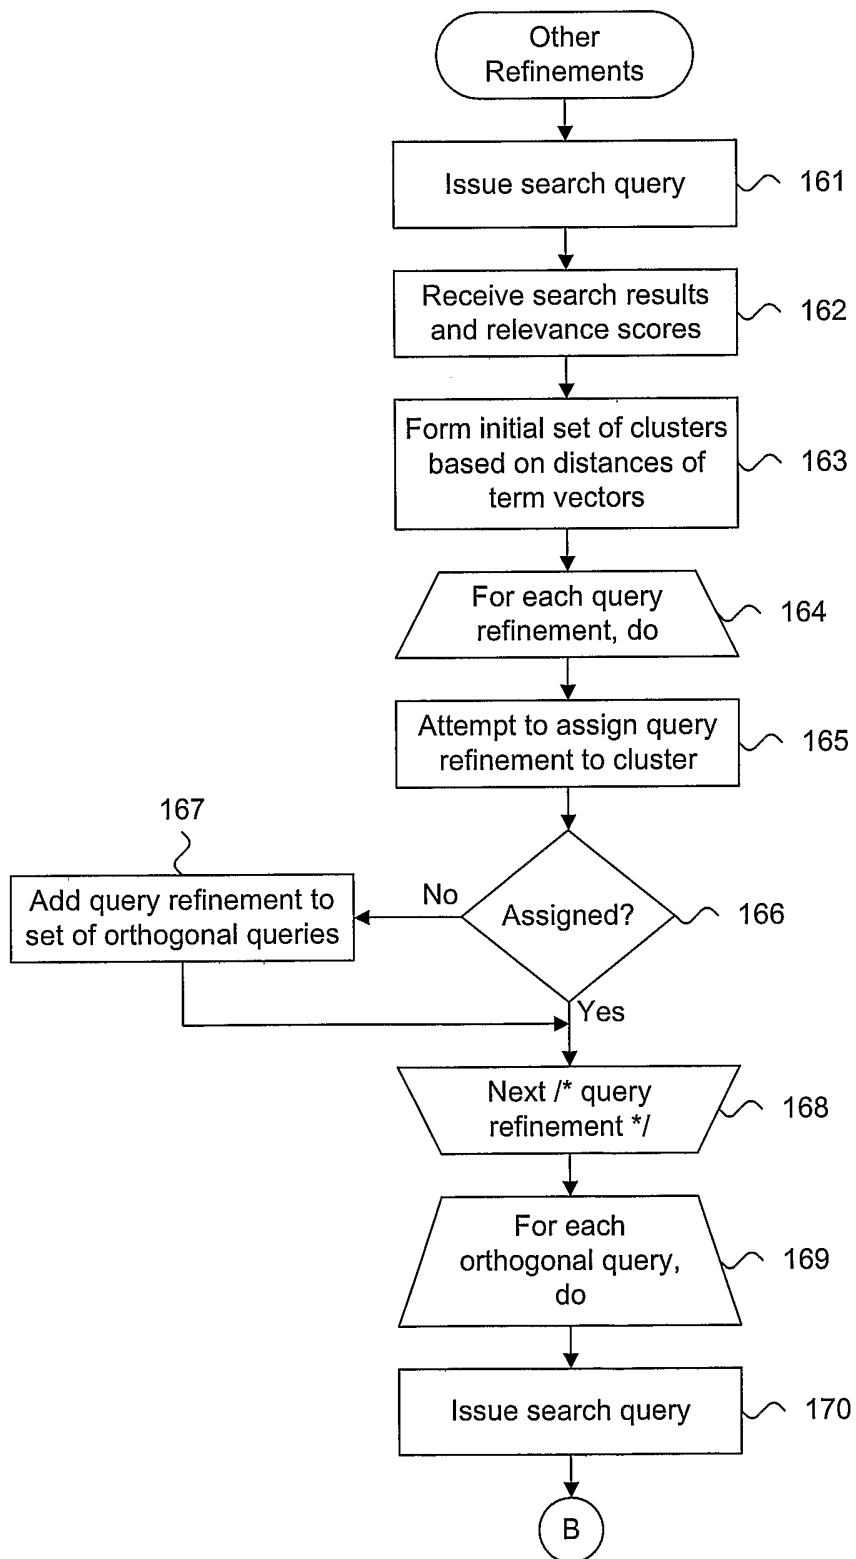 Other
Refinements
Issue search query
161
Receive search results
and relevance scores
162
Form initial set of clusters
based on distances of
term vectors
163
For each query
refinement, do
164
Attempt to assign query
refinement to cluster
165
167
Add query refinement to
set of orthogonal queries
No
Assigned?
166
Yes
Next /* query
refinement */
168
For each
orthogonal query,
do
169
Issue search query
170
B